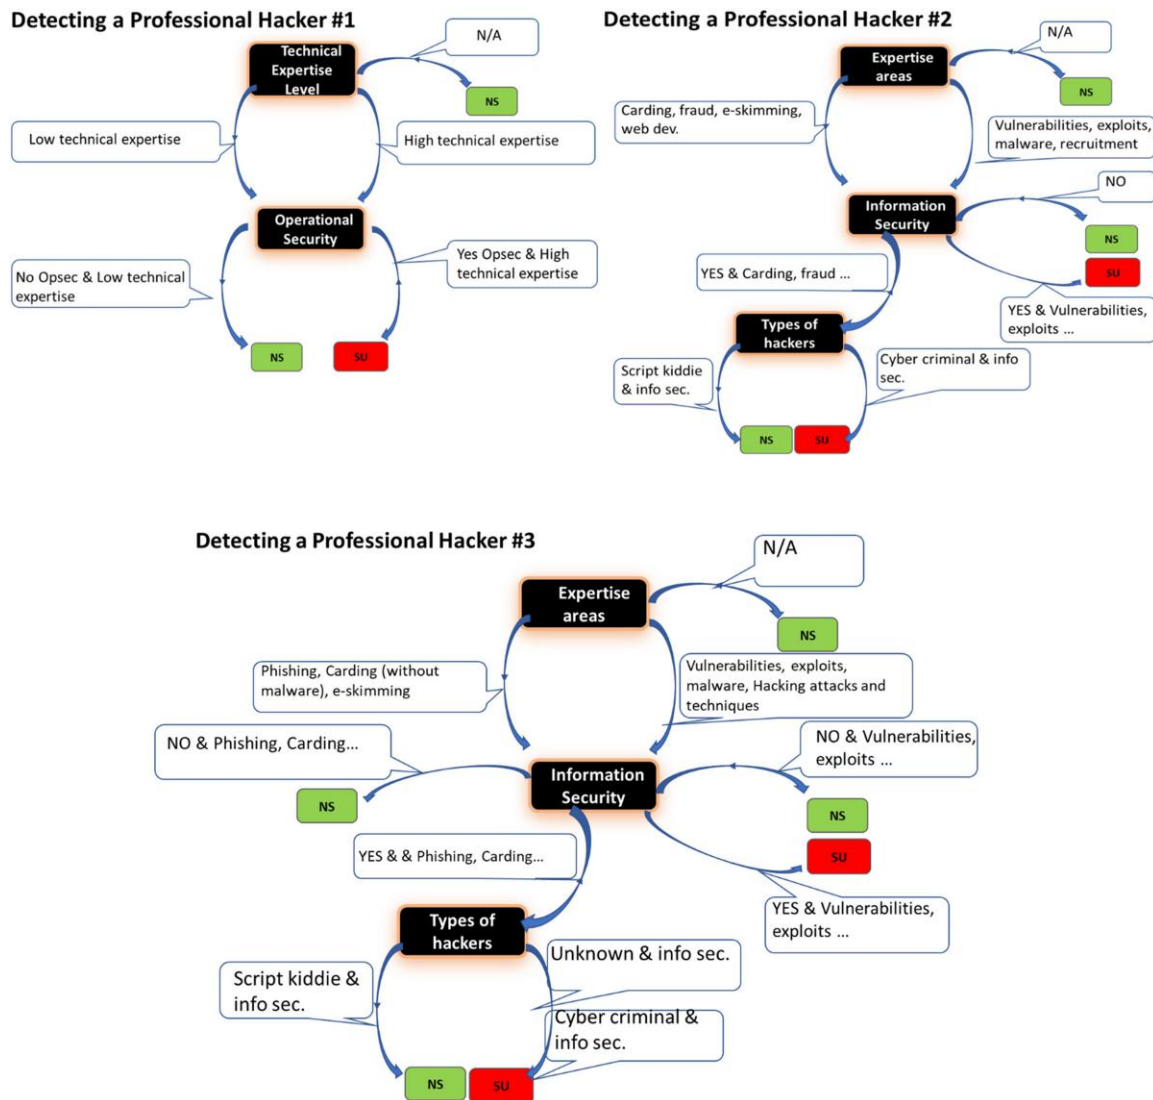 Detecting a Professional Hacker #1
N/A
Technical
Expertise
Level
NS
Low technical expertise
High technical expertise
Operational
Security
No Opsec & Low technical
expertise
Yes Opsec & High
technical expertise
NS
SU
Detecting a Professional Hacker #2
N/A
Expertise
areas
NS
Carding, fraud, e-skimming,
web dev.
Vulnerabilities, exploits,
malware, recruitment
NO
Information
Security
NS
SU
YES & Carding, fraud ...
YES & Vulnerabilities,
exploits ...
Types of
hackers
Script kiddie
& info sec.
Cyber criminal & info
sec.
NS
SU
Detecting a Professional Hacker #3
N/A
Expertise
areas
NS
Phishing, Carding (without
malware), e-skimming
Vulnerabilities, exploits,
malware, Hacking attacks and
techniques
NO & Phishing, Carding...
NO & Vulnerabilities,
exploits ...
Information
Security
NS
NS
SU
YES & & Phishing, Carding...
YES & Vulnerabilities,
exploits ...
Types of
hackers
Script kiddie &
info sec.
Unknown & info sec.
Cyber criminal &
info sec.
NS
SU